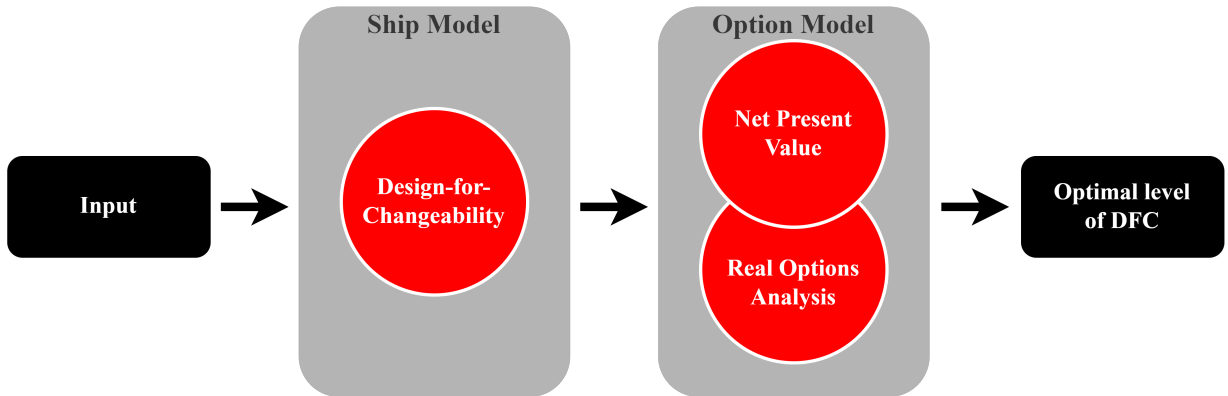 Ship Model
Option Model
Input
Design-for-
Changeability
Net Present
Value
Real Options
Analysis
Optimal level
of DFC